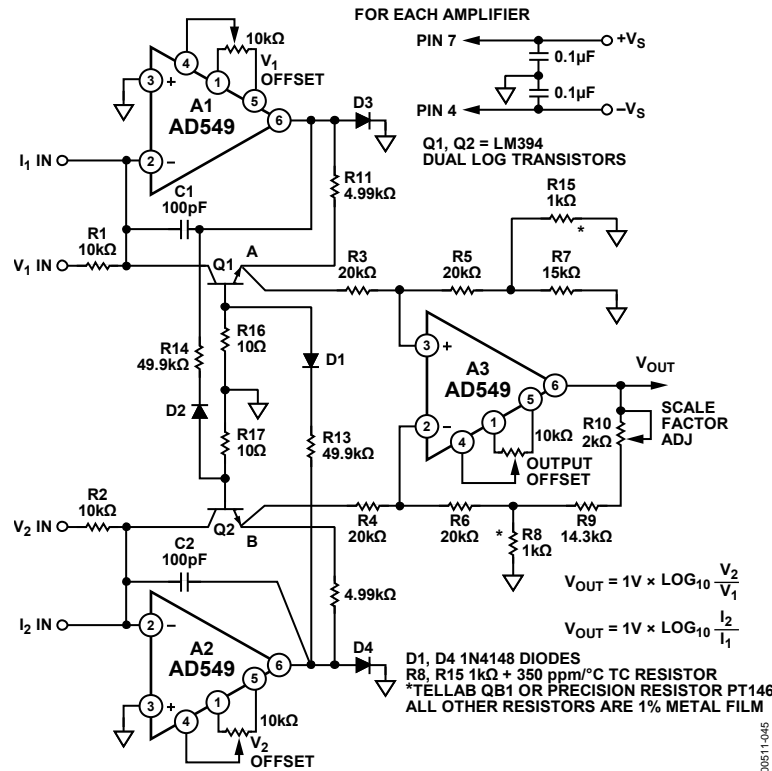 FOR EACH AMPLIFIER
PIN 7
+VS
0.1µF
0.1µF
PIN 4
–VS
Q1, Q2 = LM394
DUAL LOG TRANSISTORS
10kΩ
V1
OFFSET
4
3
+
1
5
A1
AD549
6
D3
2
–
I1 IN
C1
100pF
R11
4.99kΩ
R1
10kΩ
V1 IN
Q1
A
R15
1kΩ
*
R3
20kΩ
R5
20kΩ
R7
15kΩ
R16
10Ω
R14
49.9kΩ
D1
D2
3
+
A3
AD549
6
VOUT
5
2
–
1
4
10kΩ
OUTPUT
OFFSET
R10
2kΩ
SCALE
FACTOR
ADJ
R17
10Ω
R13
49.9kΩ
R2
10kΩ
V2 IN
Q2
B
R4
20kΩ
R6
20kΩ
* R8
1kΩ
R9
14.3kΩ
C2
100pF
4.99kΩ
I2 IN
2
–
A2
AD549
6
D4
5
1
3
+
4
10kΩ
V2
OFFSET
VOUT = 1V × LOG10 V2
V1
VOUT = 1V × LOG10 I2
I1
D1, D4 1N4148 DIODES
R8, R15 1kΩ + 350 ppm/°C TC RESISTOR
*TELLAB QB1 OR PRECISION RESISTOR PT146
ALL OTHER RESISTORS ARE 1% METAL FILM
00511-045